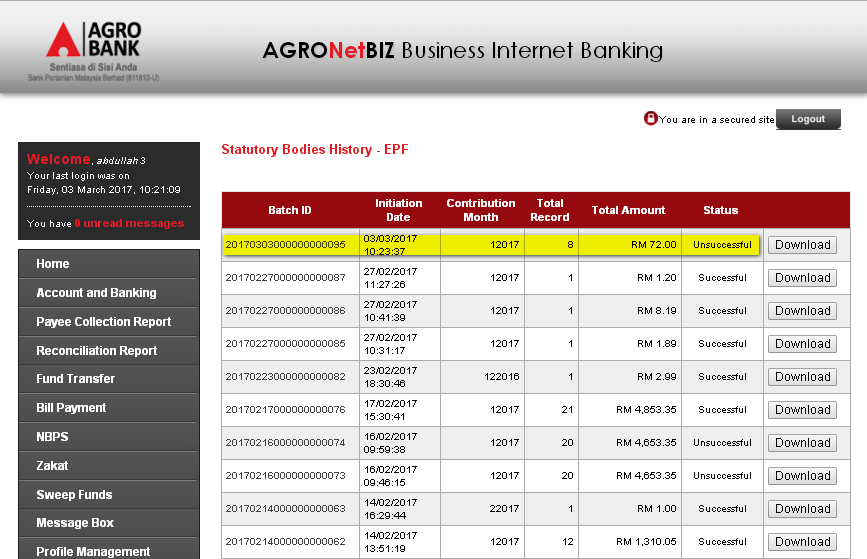 AGRO
BANK
Sentiasa di Sisi Anda
Bank Pertanian Malaysia Berhad (811810-U)
AGRONetBIZ Business Internet Banking
You are in a secured site Logout
Welcome, abdullah3
Your last login was on
Friday, 03 March 2017, 10:21:09
You have 0 unread messages
Home
Account and Banking
Payee Collection Report
Reconciliation Report
Fund Transfer
Bill Payment
NBPS
Zakat
Sweep Funds
Message Box
Profile Management
Statutory Bodies History - EPF
Batch ID Initiation Date Contribution Month Total Record Total Amount Status
20170303000000000095 03/03/2017 10:23:37 12017 8 RM 72.00 Unsuccessful Download
20170227000000000087 27/02/2017 11:27:26 12017 1 RM 1.20 Successful Download
20170227000000000086 27/02/2017 10:41:39 12017 1 RM 8.19 Successful Download
20170227000000000085 27/02/2017 10:31:17 12017 1 RM 1.89 Successful Download
20170223000000000082 23/02/2017 18:30:46 122016 1 RM 2.99 Successful Download
20170217000000000076 17/02/2017 15:30:41 12017 21 RM 4,853.35 Successful Download
20170216000000000074 16/02/2017 09:59:38 12017 20 RM 4,653.35 Unsuccessful Download
20170216000000000073 16/02/2017 09:46:15 12017 20 RM 4,653.35 Unsuccessful Download
20170214000000000063 14/02/2017 16:29:44 22017 1 RM 1.00 Successful Download
20170214000000000062 14/02/2017 13:51:19 12017 12 RM 1,310.05 Successful Download